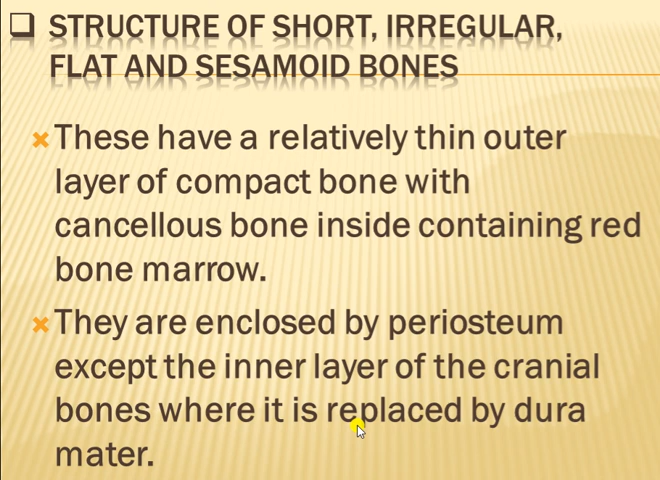 STRUCTURE OF SHORT, IRREGULAR,
FLAT AND SESAMOID BONES
These have a relatively thin outer
layer of compact bone with
cancellous bone inside containing red
bone marrow.
They are enclosed by periosteum
except the inner layer of the cranial
bones where it is replaced by dura
mater.